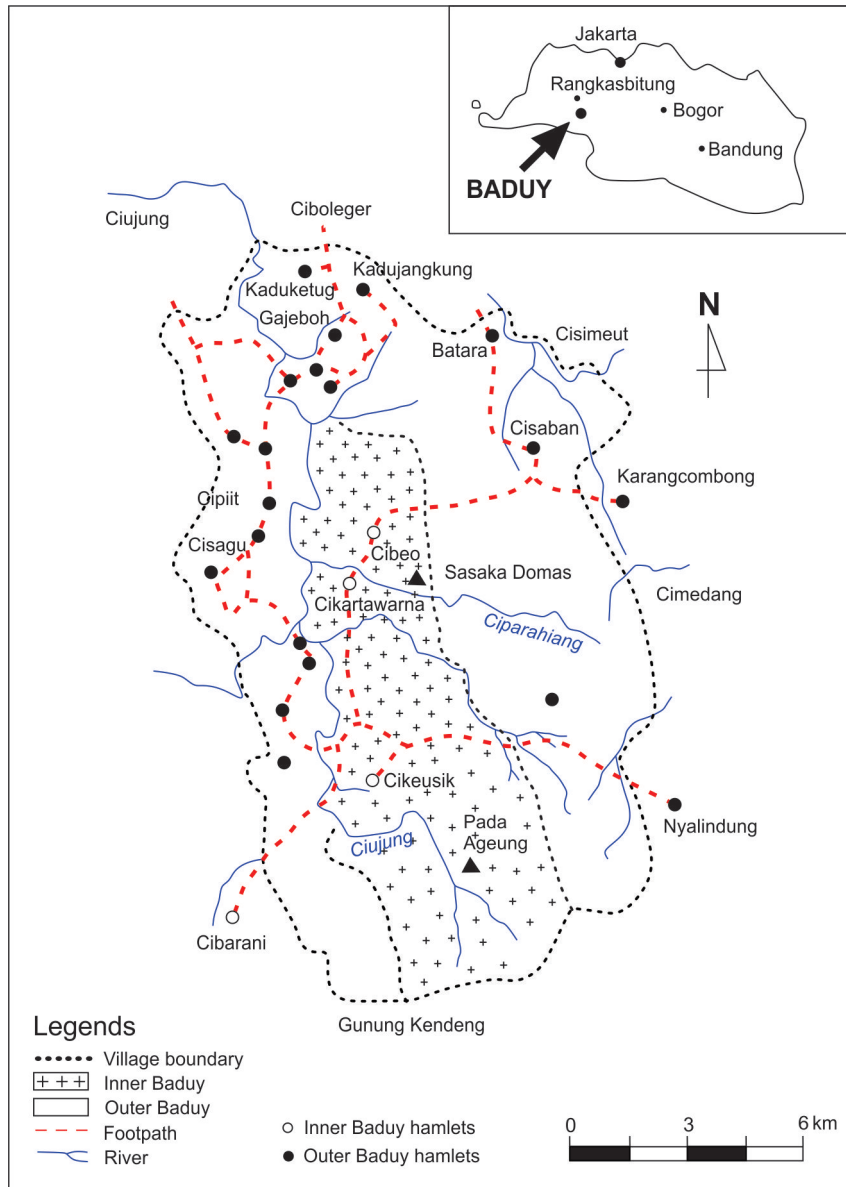 Jakarta
Rangkasbitung
Bogor
Bandung
BADUY
Ciujung
Ciboleger
Kadujangkung
Kaduketug
Gajeboh
N
Batara
Cisimeut
Cisaban
Karangcombong
Cipiit
Cisagu
Cibeo
Sasaka Domas
Cikartawarna
Cimedang
Ciparahiang
Cikeusik
Pada
Ageung
Nyalindung
Ciujung
Cibarani
Gunung Kendeng
Legends
Village boundary
Inner Baduy
Outer Baduy
Footpath
River
Inner Baduy hamlets
Outer Baduy hamlets
0 3 6 km